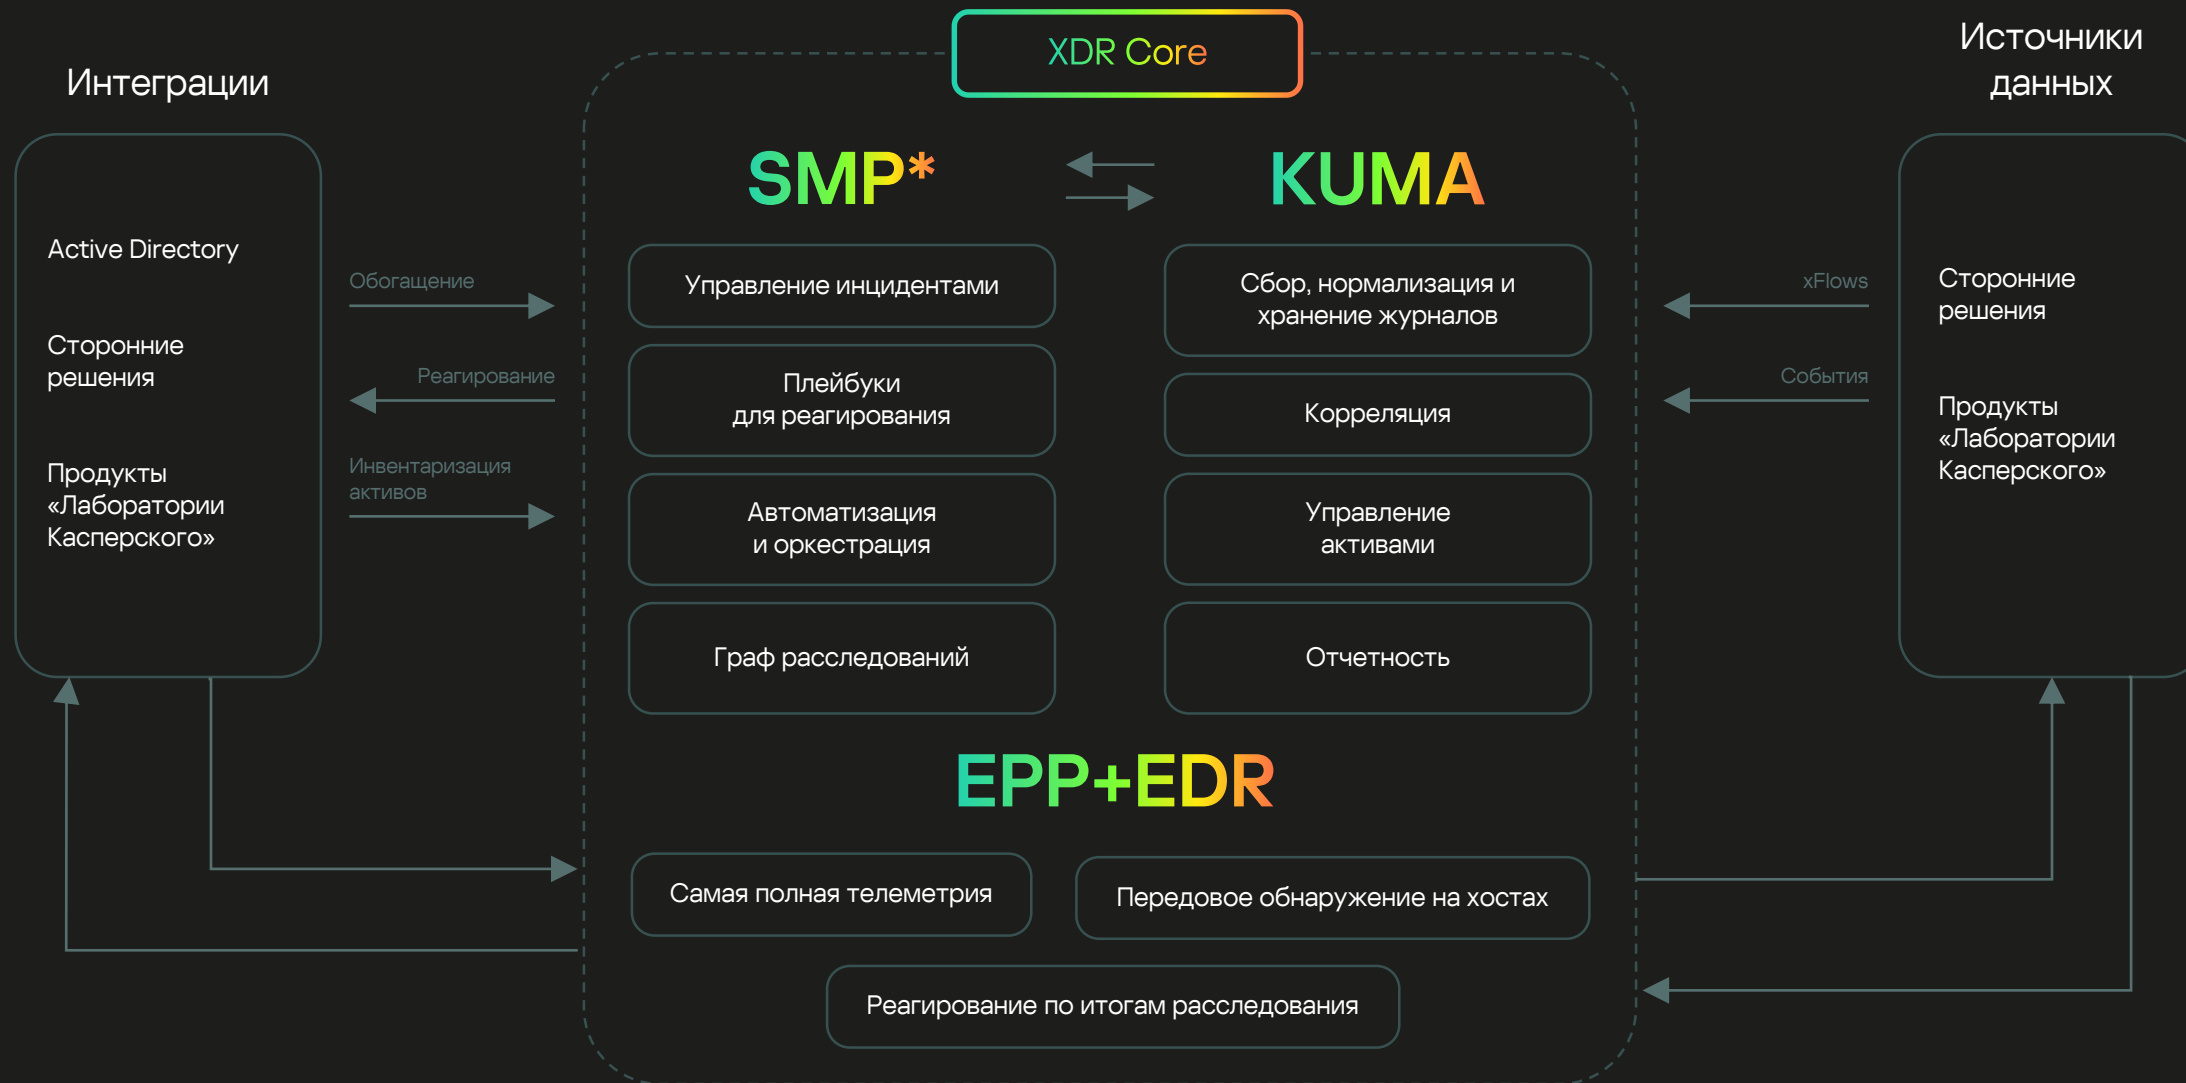 XDR Core
Интеграции
Active Directory
Сторонние
решения
Продукты
«Лаборатории
Касперского»
Обогащение
Реагирование
Инвентаризация
активов
SMP*
Управление инцидентами
Плейбуки
для реагирования
Автоматизация
и оркестрация
Граф расследований
KUMA
Сбор, нормализация и
хранение журналов
Корреляция
Управление
активами
Отчетность
EPP+EDR
Самая полная телеметрия
Передовое обнаружение на хостах
Реагирование по итогам расследования
xFlows
События
Источники
данных
Сторонние
решения
Продукты
«Лаборатории
Касперского»